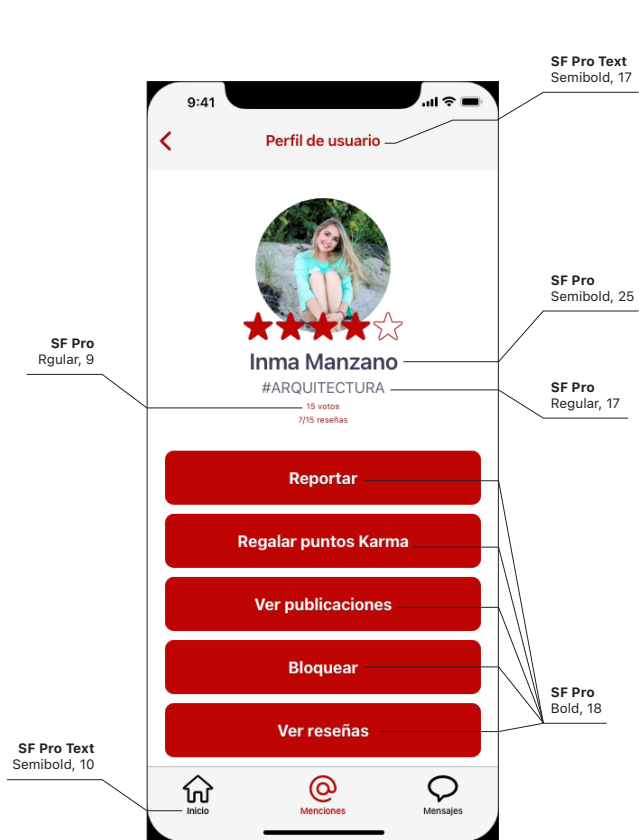 SF Pro Text
Semibold, 17
9:41
Perfil de usuario
SF Pro
Semibold, 25
SF Pro
Rgular, 9
Inma Manzano
#ARQUITECTURA
SF Pro
Regular, 17
15 votos
7/15 reseñas
Reportar
Regalar puntos Karma
Ver publicaciones
Bloquear
SF Pro
Bold, 18
Ver reseñas
SF Pro Text
Semibold, 10
Inicio
Menciones
Mensajes